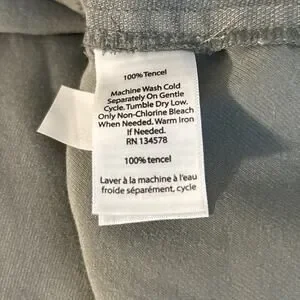 100% Tencel
Machine Wash Cold
Separately On Gentle
Cycle. Tumble Dry Low.
Only Non-Chlorine Bleach
When Needed. Warm Iron
If Needed.
RN 134578
100% tencel
Laver à la machine à l'eau
froide séparément, cycle